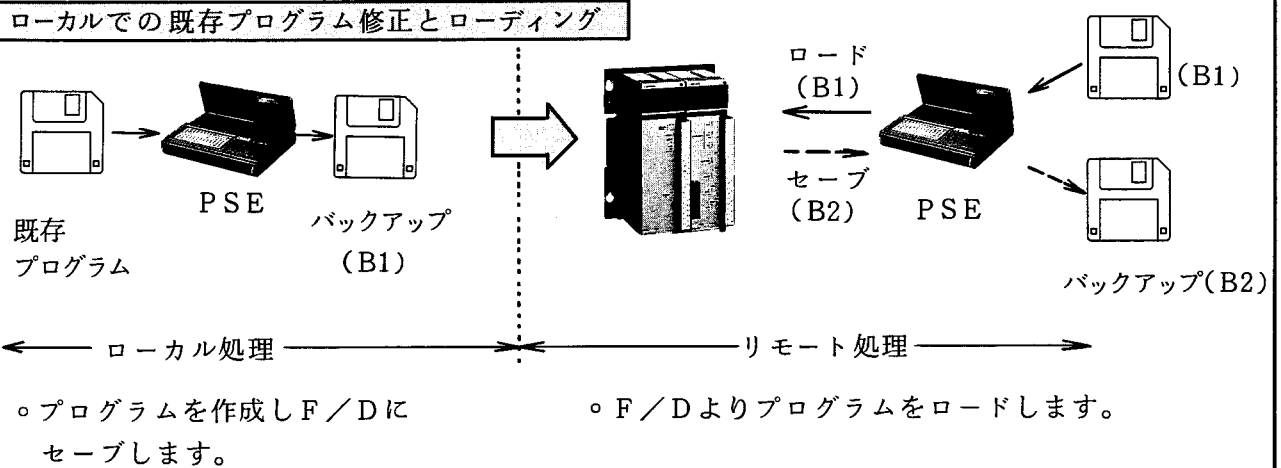 ローカルでの既存プログラム修正とローディング
PSE
既存
プログラム
バックアップ
(B1)
ロード
(B1)
セーブ
(B2)
PSE
(B1)
バックアップ(B2)
ローカル処理
リモート処理
◦プログラムを作成しF/Dに
セーブします。
◦F/Dよりプログラムをロードします。